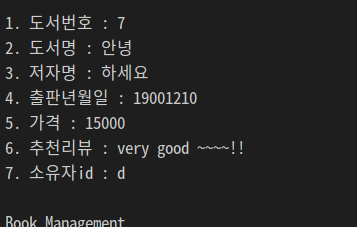 1. 도서번호 : 7
2. 도서명 : 안녕
3. 저자명 : 하세요
4. 출판년월일 : 19001210
5. 가격 : 15000
6. 추천리뷰 : very good ~~~~!!
7. 소유자id : d
Book Management